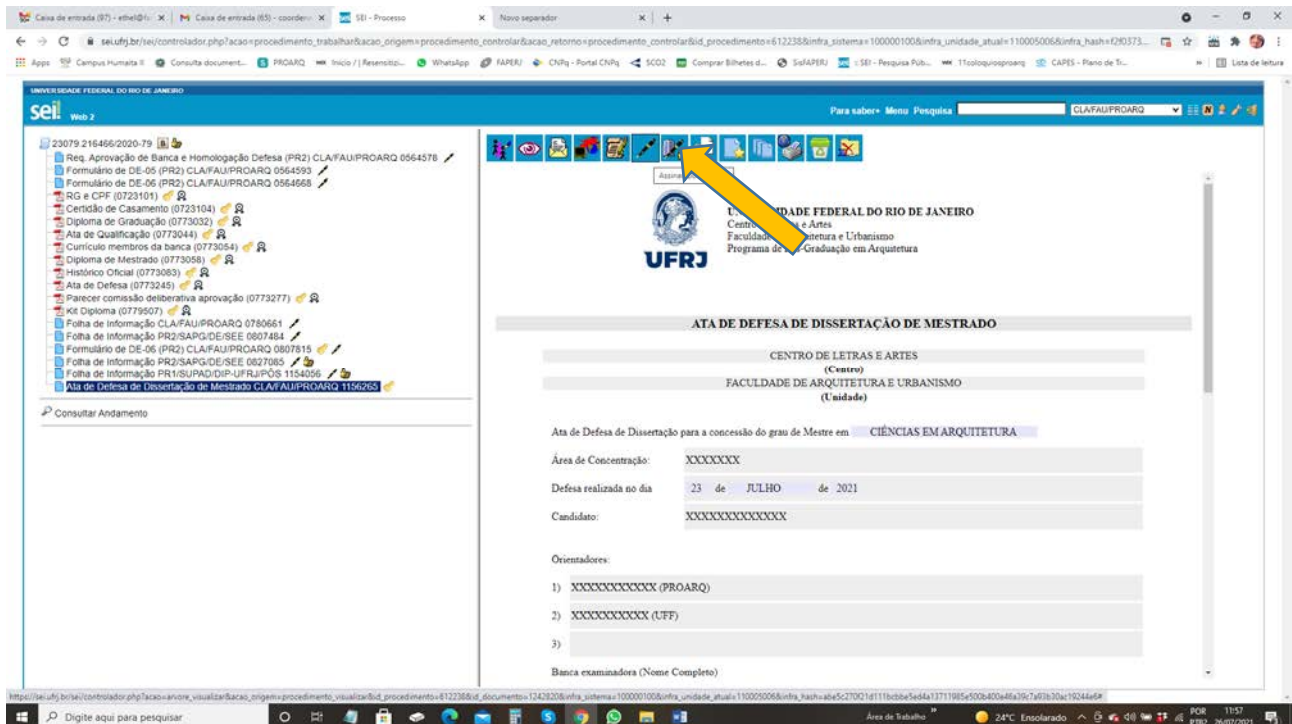 Caixa de entrada (97) - ethel@fa
Caixa de entrada (65) - coorden
SEI - Processo
Novo separador
sei.ufrj.br/sei/controlador.php?acao=procedimento_trabalhar&acao_origem=procedimento_controlar&acao_retorno=procedimento_controlar&id_procedimento=612238&infra_sistema=100000100&infra_unidade_atual=110005006&infra_hash=f2f0373...
Apps
Campus Humaita II
Consulta document...
PROARQ
Inicio / | Resensitizi...
WhatsApp
FAPERJ
CNPq - Portal CNPq
SCO2
Comprar Bilhetes d...
SisFAPERJ
:: SEI - Pesquisa Púb...
11coloquioproarq
CAPES - Plano de Tr...
Lista de leitura
UNIVERSIDADE FEDERAL DO RIO DE JANEIRO
sei! Web 2
Para saber+ Menu Pesquisa
CLA/FAU/PROARQ
23079.216466/2020-79
Req. Aprovação de Banca e Homologação Defesa (PR2) CLA/FAU/PROARQ 0564578
Formulário de DE-05 (PR2) CLA/FAU/PROARQ 0564593
Formulário de DE-06 (PR2) CLA/FAU/PROARQ 0564668
RG e CPF (0723101)
Certidão de Casamento (0723104)
Diploma de Graduação (0773032)
Ata de Qualificação (0773044)
Currículo membros da banca (0773054)
Diploma de Mestrado (0773058)
Histórico Oficial (0773083)
Ata de Defesa (0773245)
Parecer comissão deliberativa aprovação (0773277)
Kit Diploma (0779507)
Folha de Informação CLA/FAU/PROARQ 0780661
Folha de Informação PR2/SAPG/DE/SEE 0807484
Formulário de DE-06 (PR2) CLA/FAU/PROARQ 0807815
Folha de Informação PR2/SAPG/DE/SEE 0827085
Folha de Informação PR1/SUPAD/DIP-UFRJ/PÓS 1154056
Ata de Defesa de Dissertação de Mestrado CLA/FAU/PROARQ 1156265
Consultar Andamento
UFRJ
DADE FEDERAL DO RIO DE JANEIRO
e Artes
Urbanismo
Programa de Graduação em Arquitetura
ATA DE DEFESA DE DISSERTAÇÃO DE MESTRADO
CENTRO DE LETRAS E ARTES
(Centro)
FACULDADE DE ARQUITETURA E URBANISMO
(Unidade)
Ata de Defesa de Dissertação para a concessão do grau de Mestre em CIÊNCIAS EM ARQUITETURA
Área de Concentração: XXXXXXX
Defesa realizada no dia 23 de JULHO de 2021
Candidato: XXXXXXXXXXXXX
Orientadores:
1) XXXXXXXXXXX (PROARQ)
2) XXXXXXXXXX (UFF)
3)
Banca examinadora (Nome Completo)
Digite aqui para pesquisar
Área de Trabalho
24°C Ensolarado
POR
11:57
PTB2
26/07/2021